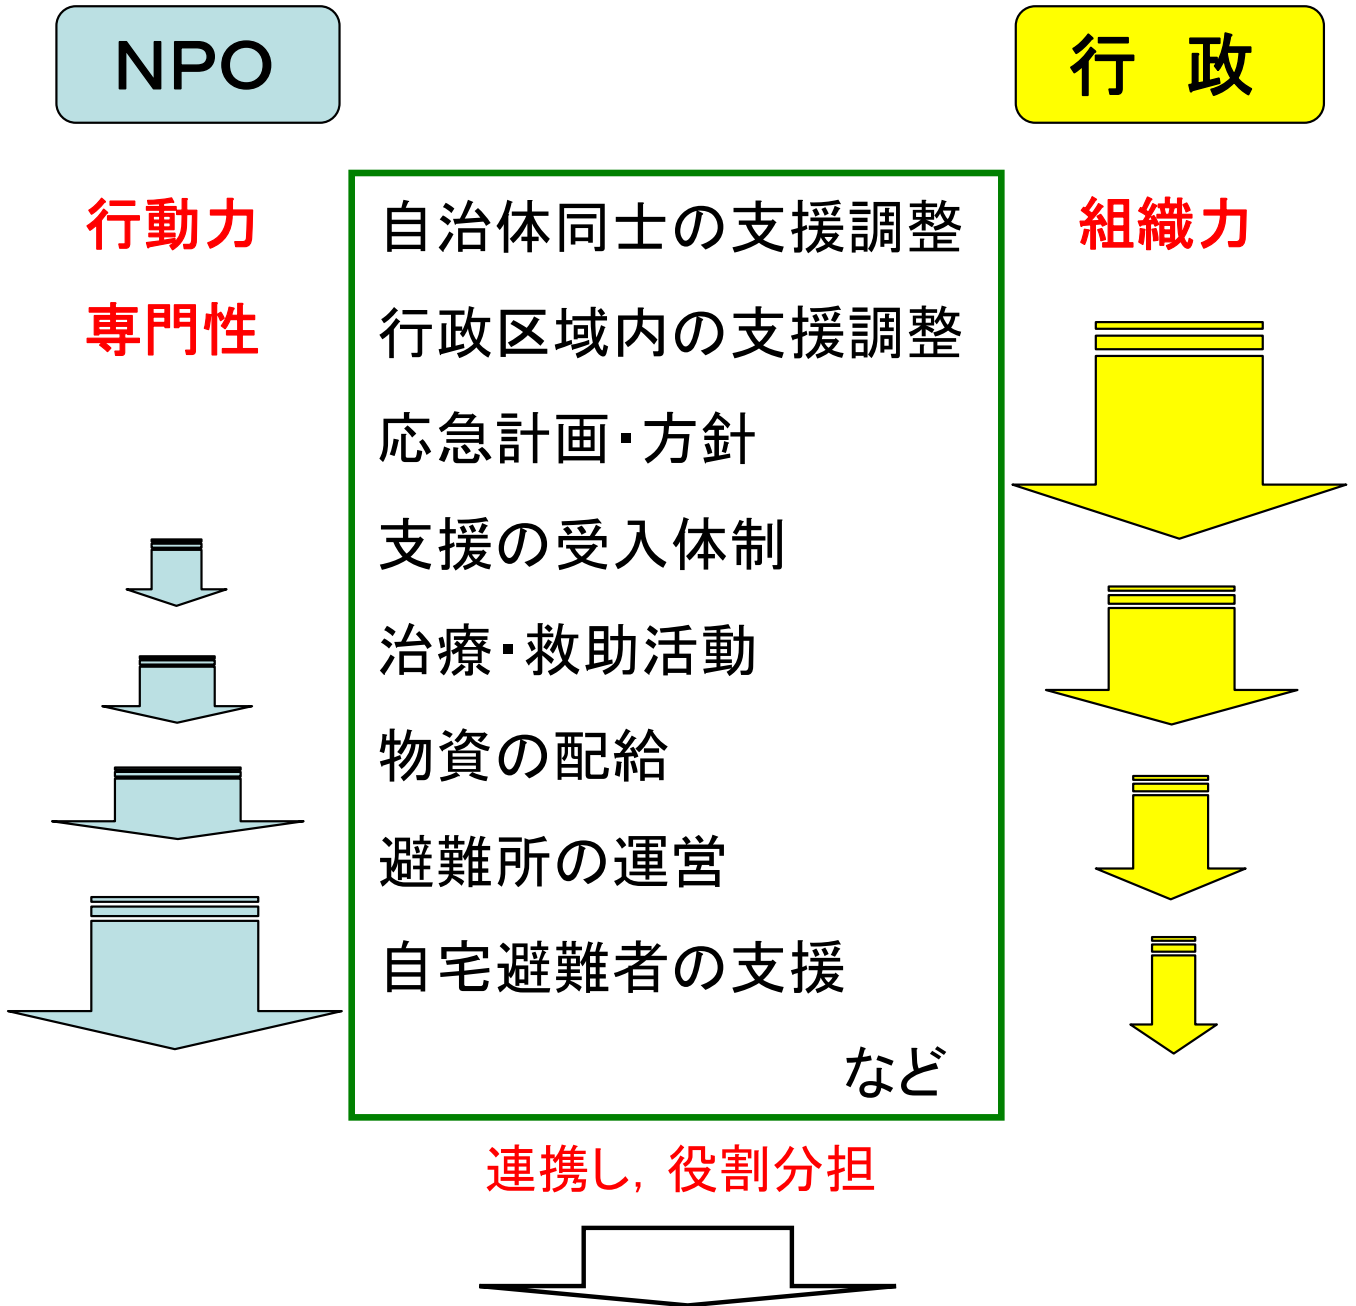 NPO
行 政
行動力
専門性
組織力
自治体同士の支援調整
行政区域内の支援調整
応急計画・方針
支援の受入体制
治療・救助活動
物資の配給
避難所の運営
自宅避難者の支援
など
連携し，役割分担